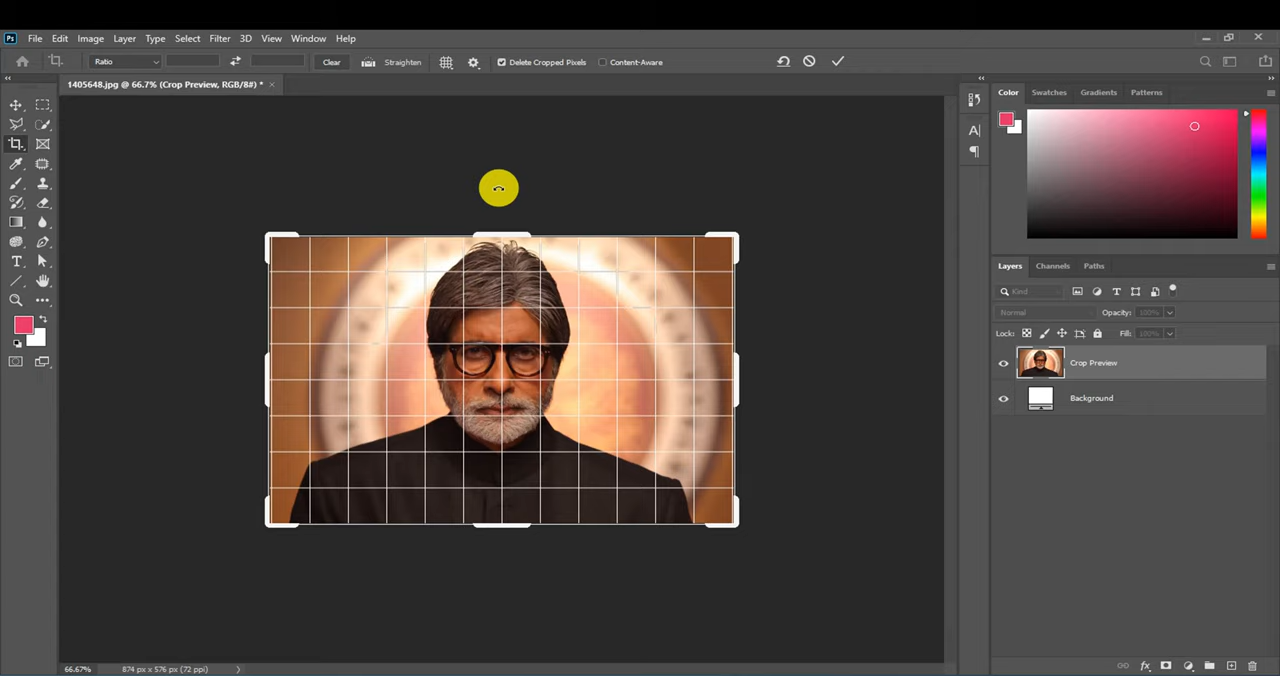 Ps File Edit Image Layer Type Select Filter 3D View Window Help
Ratio Clear Straighten Delete Cropped Pixels Content-Aware
1405648.jpg @ 66.7% (Crop Preview, RGB/8#) *
Color Swatches Gradients Patterns
Layers Channels Paths
Kind
Normal Opacity: 100%
Lock: Fill: 100%
Crop Preview
Background
66.67% 874 px x 576 px (72 ppi)